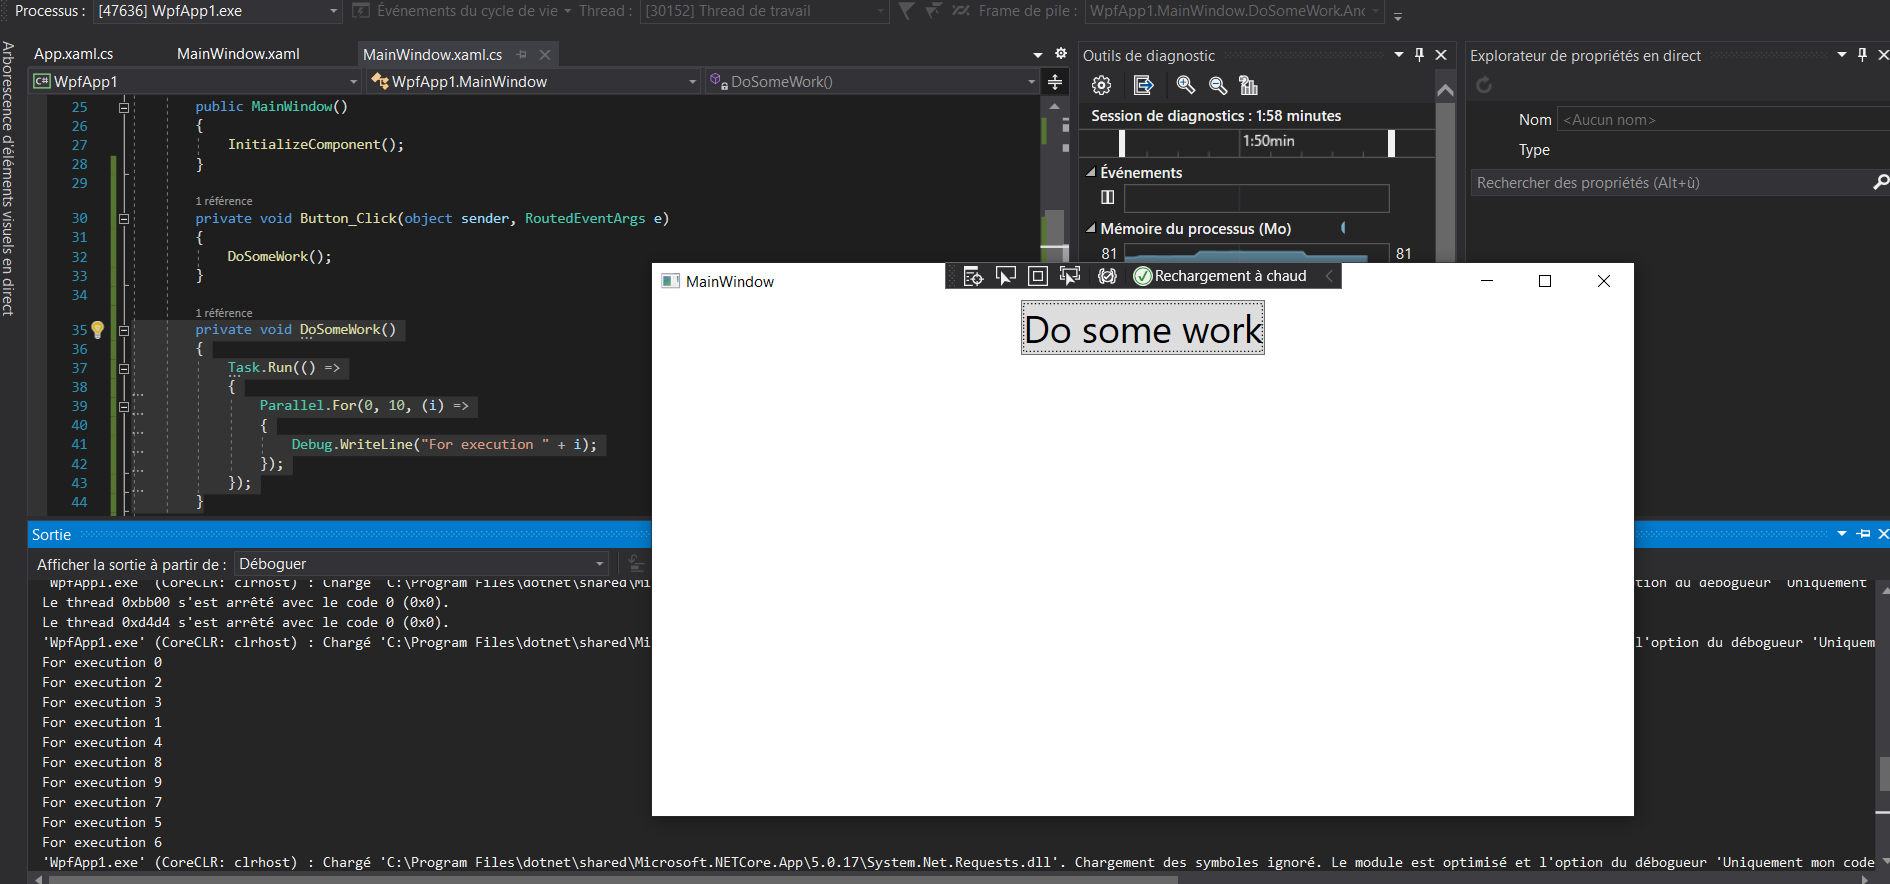 Processus : [47636] WpfApp1.exe Événements du cycle de vie Thread : [30152] Thread de travail Frame de pile : WpfApp1.MainWindow.DoSomeWork.Anc
Arborescence d'éléments visuels en direct
App.xaml.cs MainWindow.xaml MainWindow.xaml.cs
WpfApp1 WpfApp1.MainWindow DoSomeWork()
25 public MainWindow()
26 {
27 InitializeComponent();
28 }
29
1 référence
30 private void Button_Click(object sender, RoutedEventArgs e)
31 {
32 DoSomeWork();
33 }
34
1 référence
35 private void DoSomeWork()
36 {
37 Task.Run(() =>
38 {
39 Parallel.For(0, 10, (i) =>
40 {
41 Debug.WriteLine("For execution " + i);
42 });
43 });
44 }
Outils de diagnostic
Session de diagnostics : 1:58 minutes
1:50min
Événements
Mémoire du processus (Mo)
81 81
Explorateur de propriétés en direct
Nom <Aucun nom>
Type
Rechercher des propriétés (Alt+ù)
MainWindow
Rechargement à chaud
Do some work
Sortie
Afficher la sortie à partir de : Déboguer
'WpfApp1.exe' (CoreCLR: clrhost) : Chargé 'C:\Program Files\dotnet\shared\Mi tion du débogueur 'Uniquement
Le thread 0xbb00 s'est arrêté avec le code 0 (0x0).
Le thread 0xd4d4 s'est arrêté avec le code 0 (0x0).
'WpfApp1.exe' (CoreCLR: clrhost) : Chargé 'C:\Program Files\dotnet\shared\Mi l'option du débogueur 'Uniquem
For execution 0
For execution 2
For execution 3
For execution 1
For execution 4
For execution 8
For execution 9
For execution 7
For execution 5
For execution 6
'WpfApp1.exe' (CoreCLR: clrhost) : Chargé 'C:\Program Files\dotnet\shared\Microsoft.NETCore.App\5.0.17\System.Net.Requests.dll'. Chargement des symboles ignoré. Le module est optimisé et l'option du débogueur 'Uniquement mon code